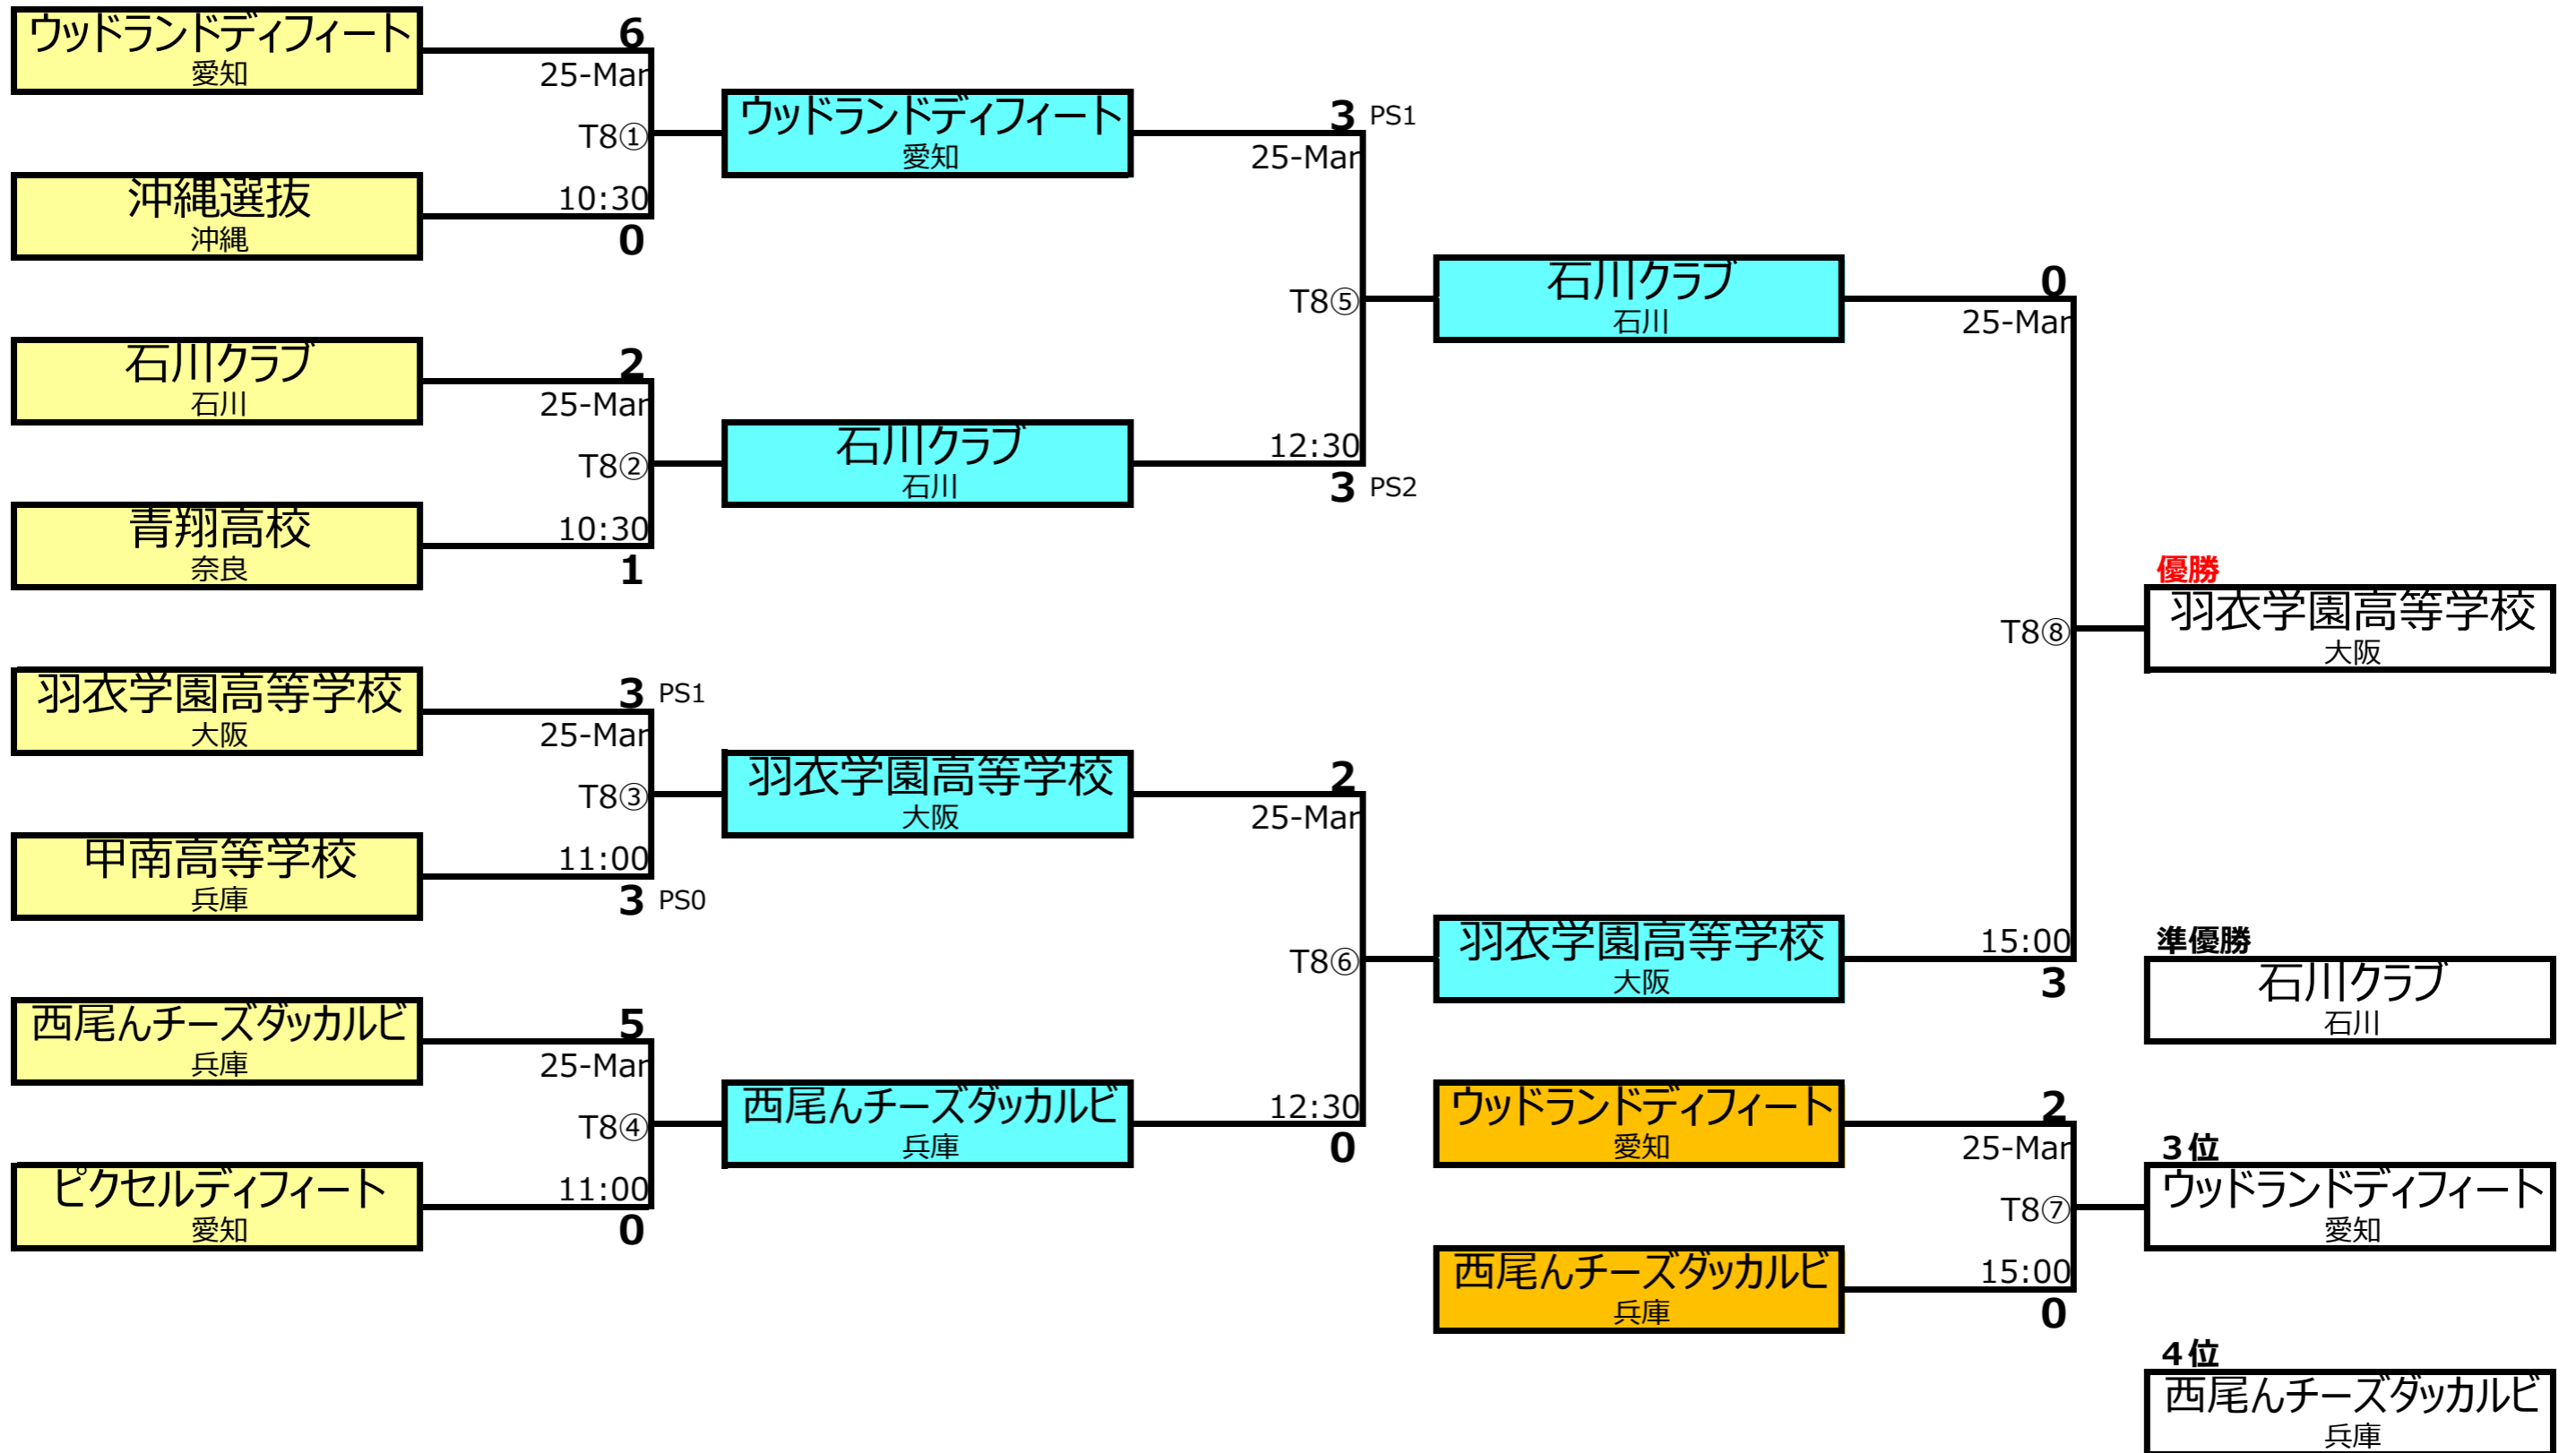 ウッドランドディフィート
愛知
6
25-Mar
T8①
10:30
沖縄選抜
沖縄
0
石川クラブ
石川
2
25-Mar
T8②
10:30
青翔高校
奈良
1
羽衣学園高等学校
大阪
3 PS1
25-Mar
T8③
11:00
甲南高等学校
兵庫
3 PS0
西尾んチーズダッカルビ
兵庫
5
25-Mar
T8④
11:00
ピクセルディフィート
愛知
0
ウッドランドディフィート
愛知
3 PS1
25-Mar
T8⑤
12:30
石川クラブ
石川
3 PS2
羽衣学園高等学校
大阪
2
25-Mar
T8⑥
12:30
西尾んチーズダッカルビ
兵庫
0
石川クラブ
石川
0
25-Mar
T8⑧
15:00
羽衣学園高等学校
大阪
3
ウッドランドディフィート
愛知
2
25-Mar
T8⑦
15:00
西尾んチーズダッカルビ
兵庫
0
優勝
羽衣学園高等学校
大阪
準優勝
石川クラブ
石川
３位
ウッドランドディフィート
愛知
４位
西尾んチーズダッカルビ
兵庫